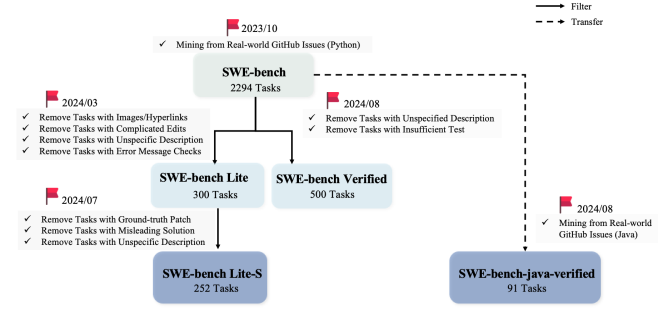 Filter
Transfer
2023/10
✓ Mining from Real-world GitHub Issues (Python)
SWE-bench
2294 Tasks
2024/03
✓ Remove Tasks with Images/Hyperlinks
✓ Remove Tasks with Complicated Edits
✓ Remove Tasks with Unspecific Description
✓ Remove Tasks with Error Message Checks
2024/08
✓ Remove Tasks with Unspecified Description
✓ Remove Tasks with Insufficient Test
SWE-bench Lite
300 Tasks
SWE-bench Verified
500 Tasks
2024/07
✓ Remove Tasks with Ground-truth Patch
✓ Remove Tasks with Misleading Solution
✓ Remove Tasks with Unspecific Description
2024/08
✓ Mining from Real-world
GitHub Issues (Java)
SWE-bench Lite-S
252 Tasks
SWE-bench-java-verified
91 Tasks